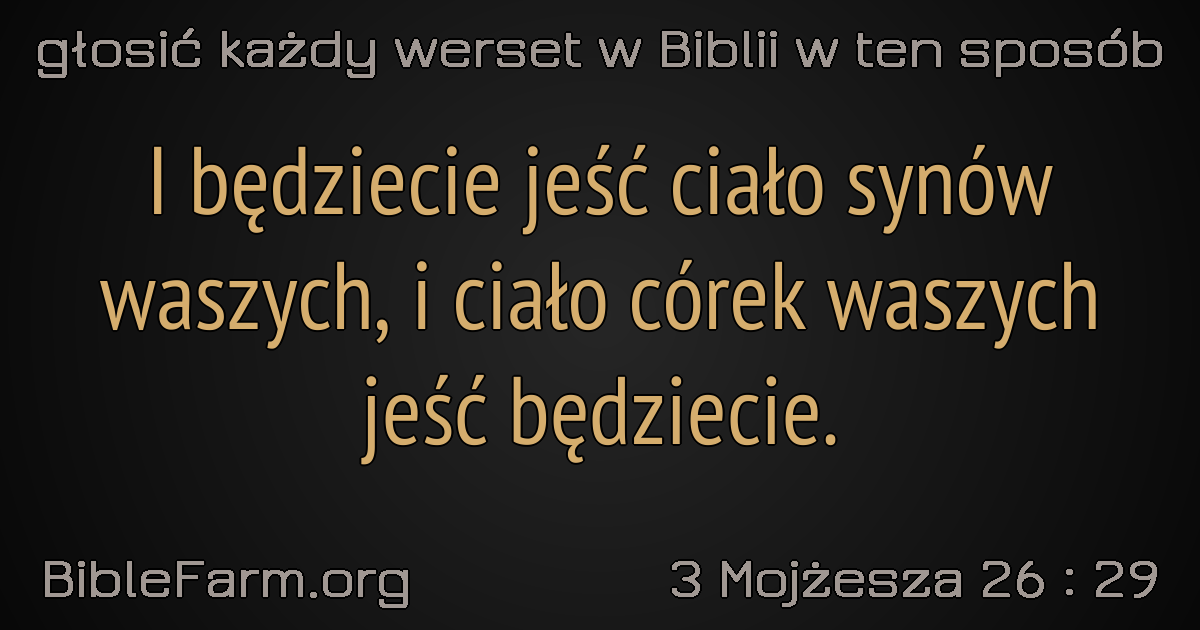 głosić każdy werset w Biblii w ten sposób
I będziecie jeść ciało synów
waszych, i ciało córek waszych
jeść będziecie.
BibleFarm.org
3 Mojżesza 26 : 29